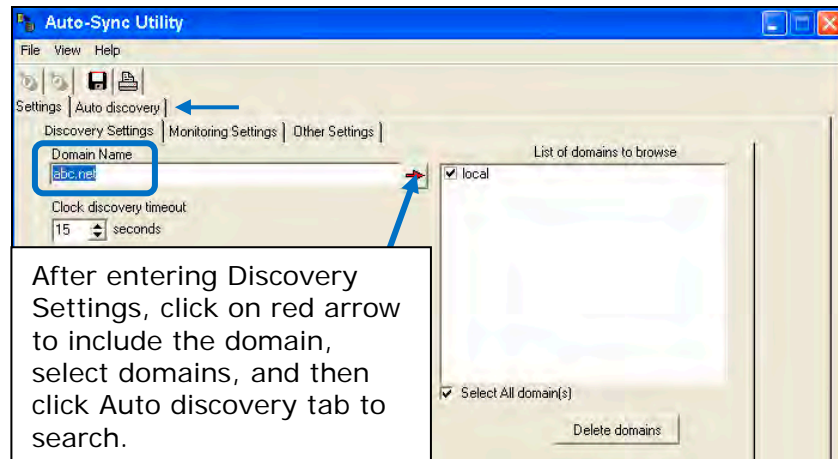 Auto-Sync Utility
File View Help
Settings Auto discovery
Discovery Settings Monitoring Settings Other Settings
Domain Name
List of domains to browse
abc.net
local
Clock discovery timeout
15 seconds
After entering Discovery
Settings, click on red arrow
to include the domain,
select domains, and then
click Auto discovery tab to
search.
Select All domain(s)
Delete domains